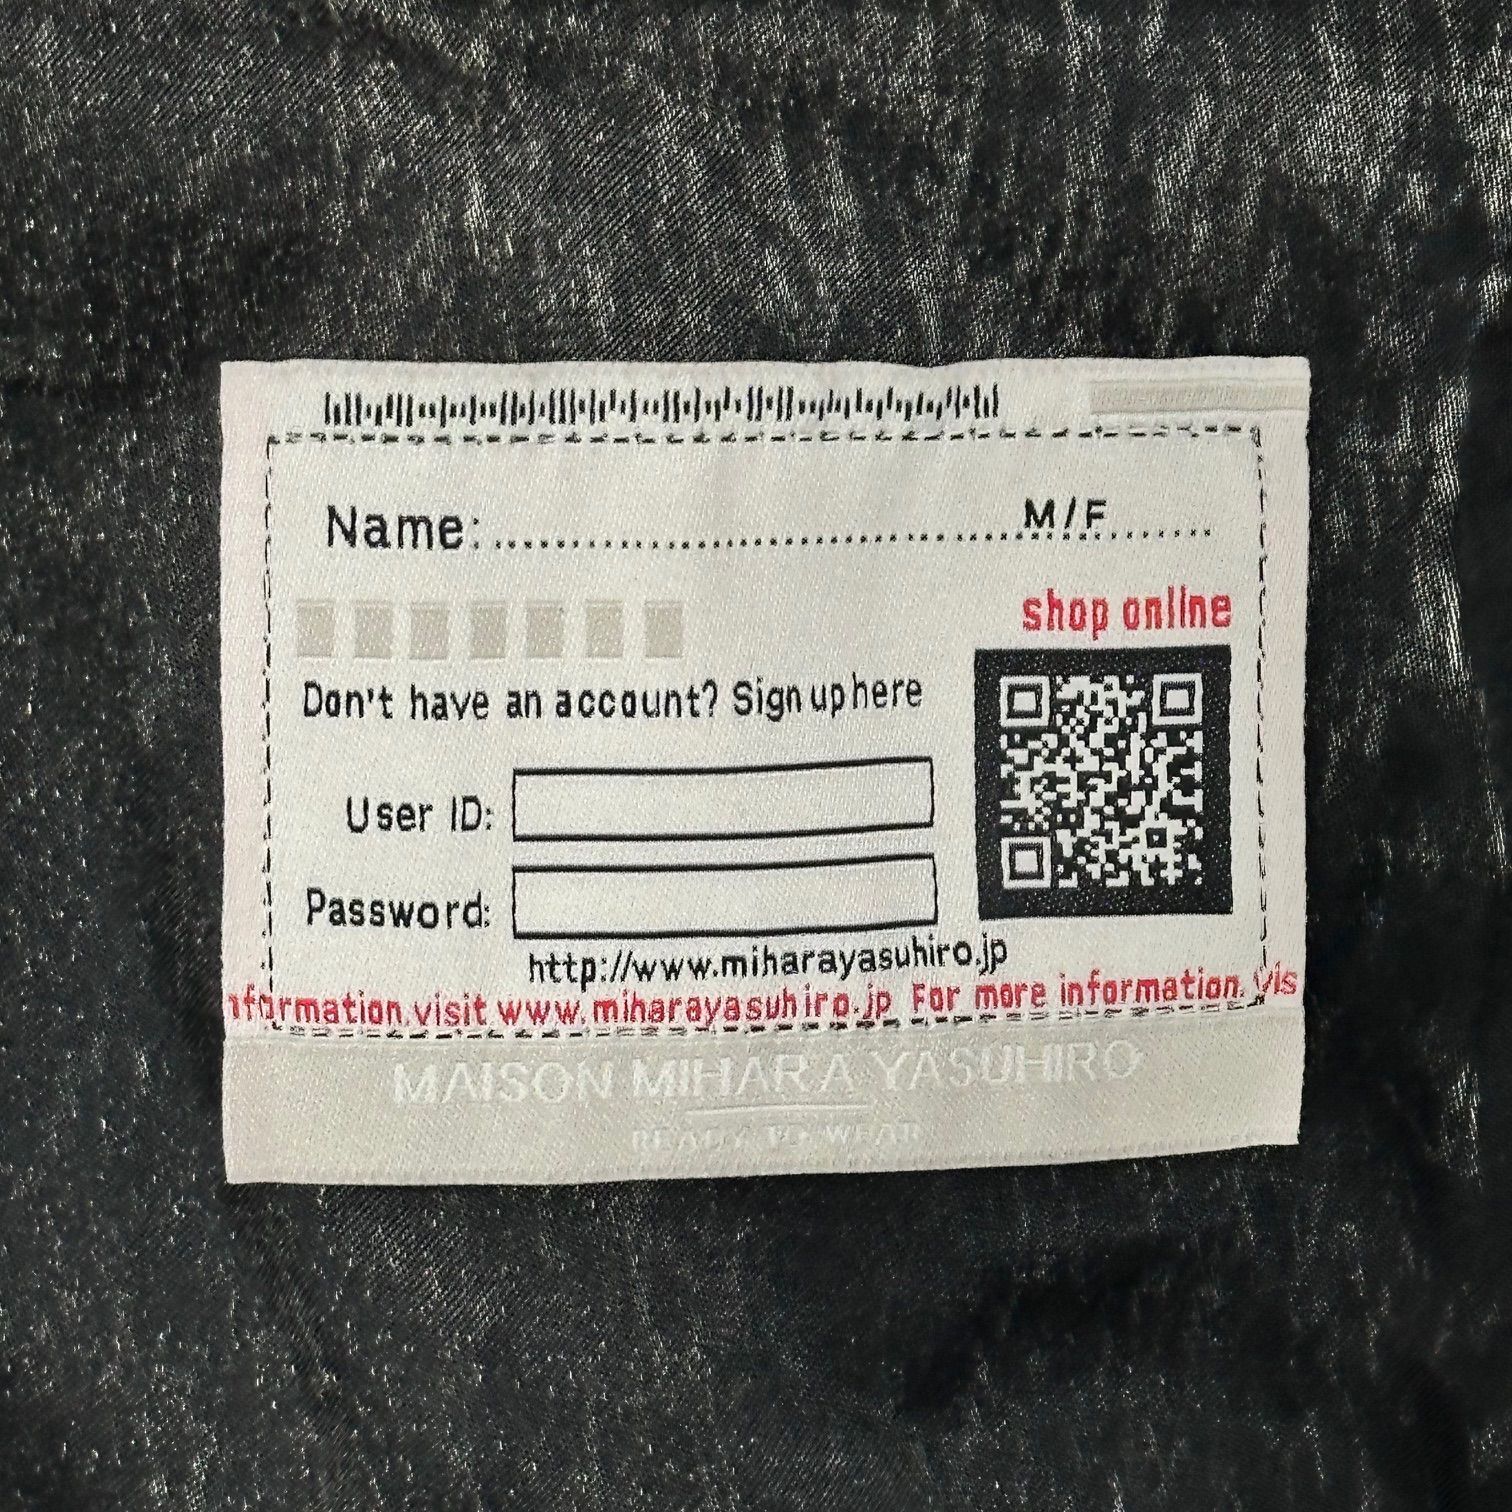 Name: M/F
shop online
Don't have an account? Sign up here
User ID:
Password:
http://www.miharayasuhiro.jp
nformation.visit www.miharayasuhiro.jp For more information. vis
MAISON MIHARA YASUHIRO
READY TO WEAR